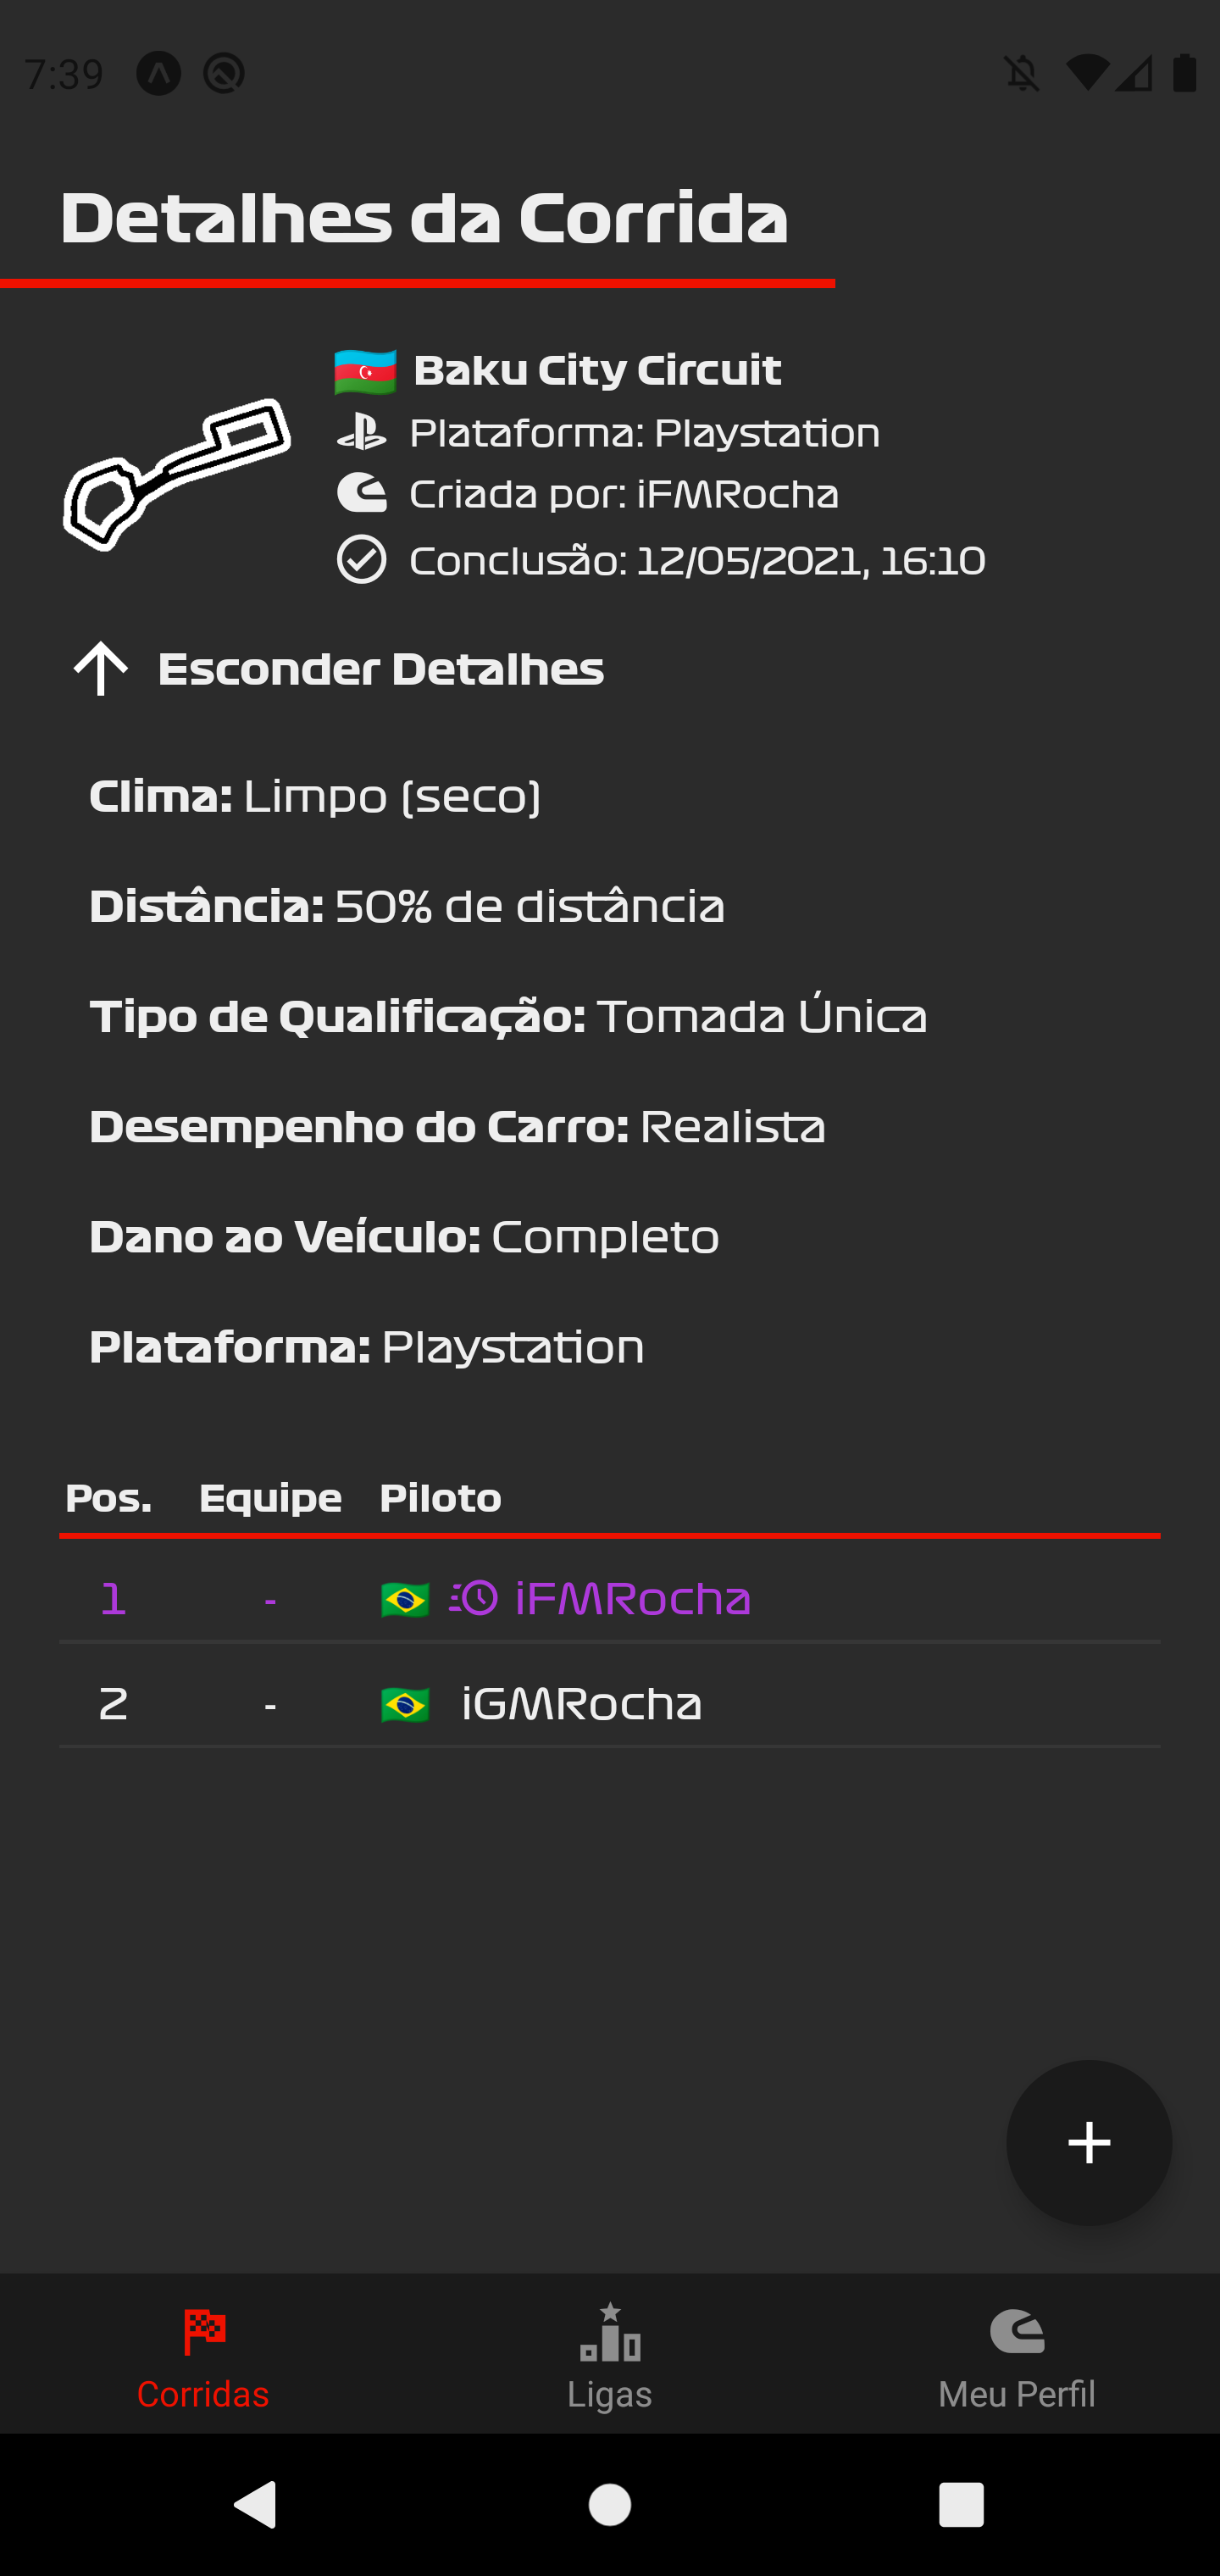 7:39
Detalhes da Corrida
Baku City Circuit
Plataforma: Playstation
Criada por: iFMRocha
Conclusão: 12/05/2021, 16:10
Esconder Detalhes
Clima: Limpo (seco)
Distância: 50% de distância
Tipo de Qualificação: Tomada Única
Desempenho do Carro: Realista
Dano ao Veículo: Completo
Plataforma: Playstation
Pos. Equipe Piloto
1 - iFMRocha
2 - iGMRocha
+
Corridas Ligas Meu Perfil